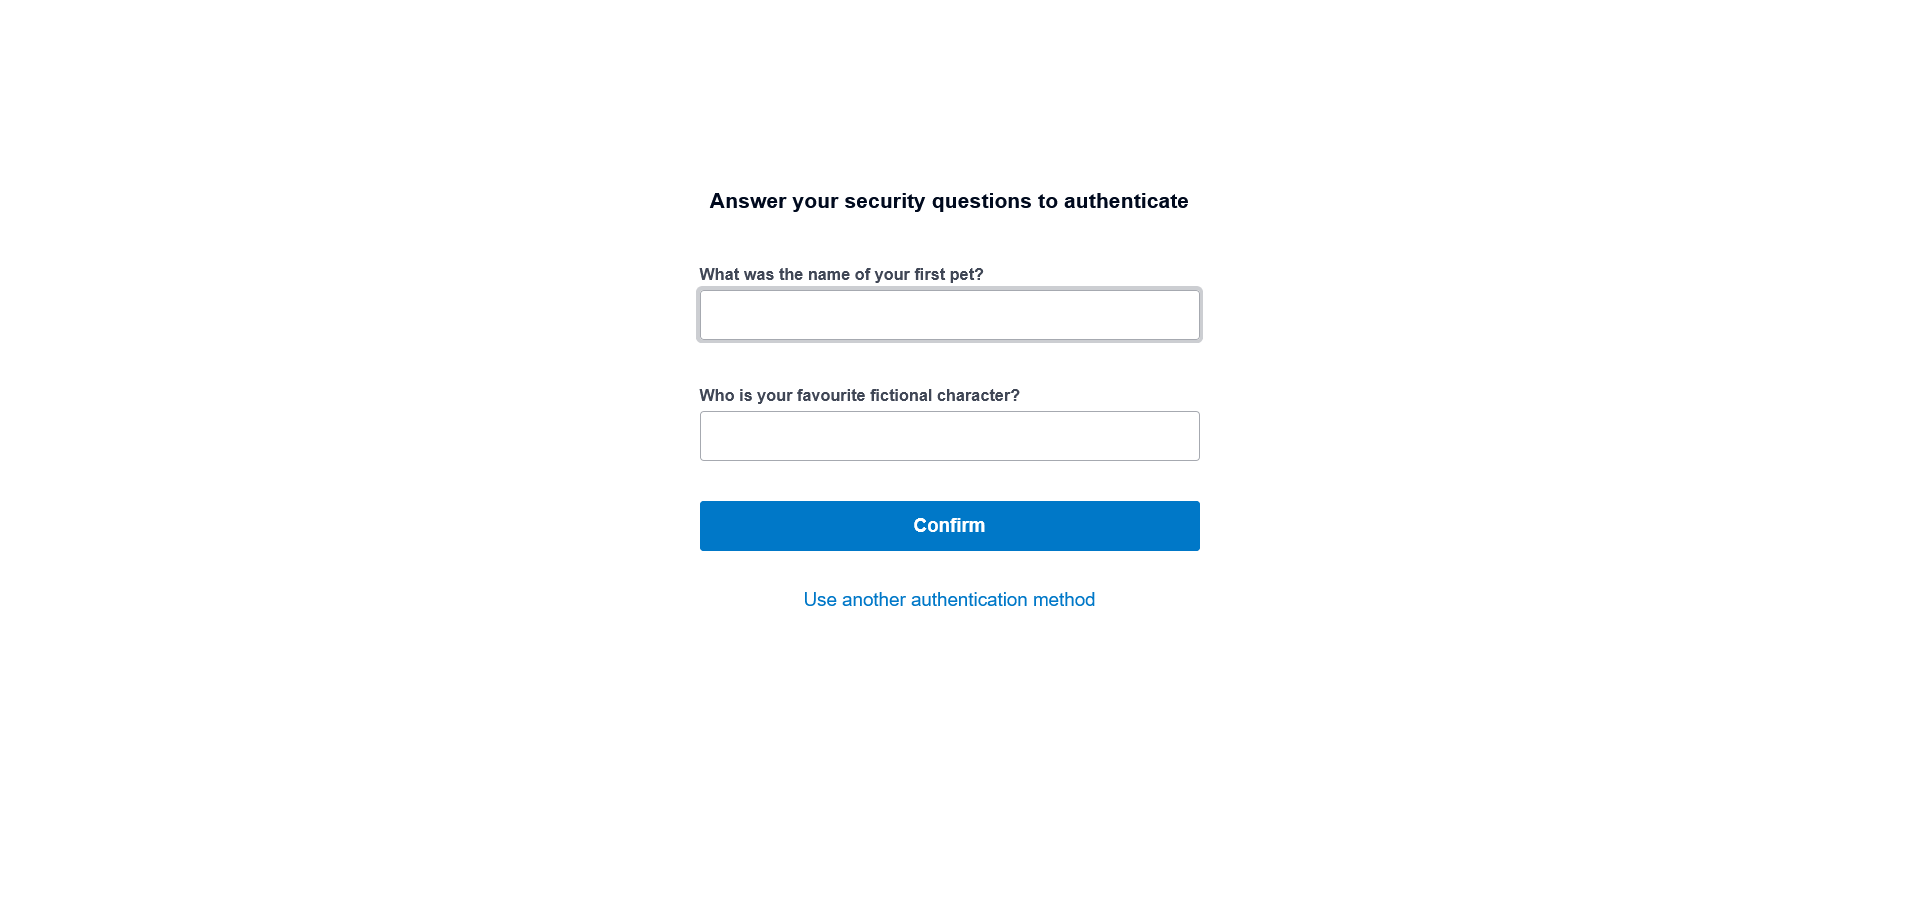 Answer your security questions to authenticate
What was the name of your first pet?
Who is your favourite fictional character?
Confirm
Use another authentication method